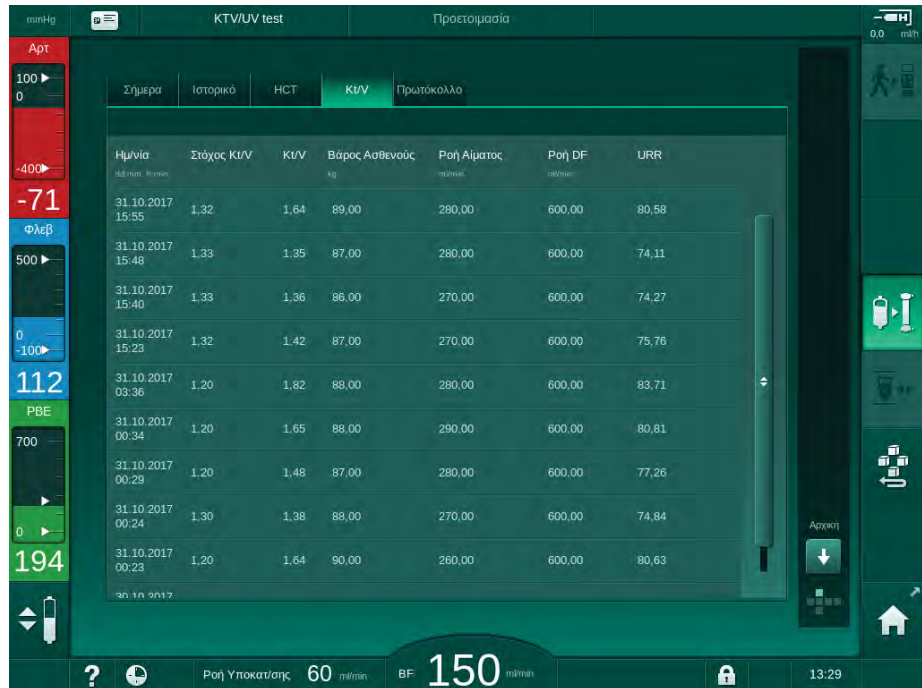 mmHg KTV/UV test Προετοιμασία
0,0 ml/h
Αρτ
100
0
-400
-71
Φλεβ
500
0
-100
112
PBE
700
0
194
Σήμερα Ιστορικό HCT Kt/V Πρωτόκολλο
Ημ/νία Στόχος Kt/V Kt/V Βάρος Ασθενούς Ροή Αίματος Ροή DF URR
kg ml/min ml/min
31.10.2017
15:55 1,32 1,64 89,00 280,00 600,00 80,58
31.10.2017
15:48 1,33 1,35 87,00 280,00 600,00 74,11
31.10.2017
15:40 1,33 1,36 86,00 270,00 600,00 74,27
31.10.2017
15:23 1,32 1,42 87,00 270,00 600,00 75,76
31.10.2017
03:36 1,20 1,82 88,00 280,00 600,00 83,71
31.10.2017
00:34 1,20 1,65 88,00 290,00 600,00 80,81
31.10.2017
00:29 1,20 1,48 87,00 280,00 600,00 77,26
31.10.2017
00:24 1,30 1,38 88,00 270,00 600,00 74,84
31.10.2017
00:23 1,20 1,64 90,00 260,00 600,00 80,63
30.10.2017
Αρχική
? Ροή Υποκατ/σης 60 ml/min BF 150 ml/min 13:29